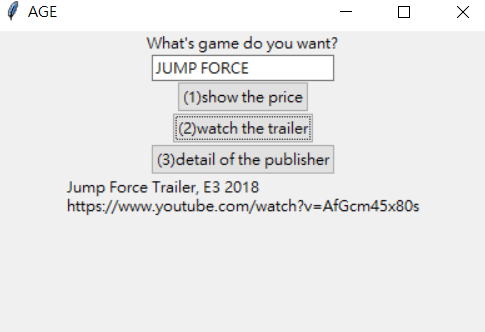 AGE
What's game do you want?
JUMP FORCE
(1)show the price
(2)watch the trailer
(3)detail of the publisher
Jump Force Trailer, E3 2018
https://www.youtube.com/watch?v=AfGcm45x80s